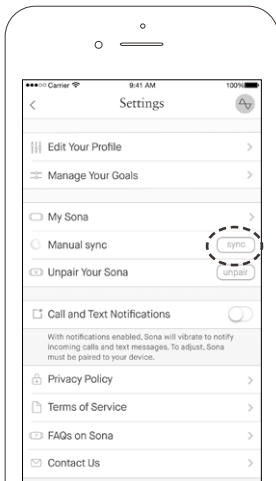 Carrier 9:41 AM 100%
Settings
Edit Your Profile
Manage Your Goals
My Sona
Manual sync sync
Unpair Your Sona unpair
Call and Text Notifications
With notifications enabled, Sona will vibrate to notify
incoming calls and text messages. To adjust, Sona
must be paired to your device.
Privacy Policy
Terms of Service
FAQs on Sona
Contact Us